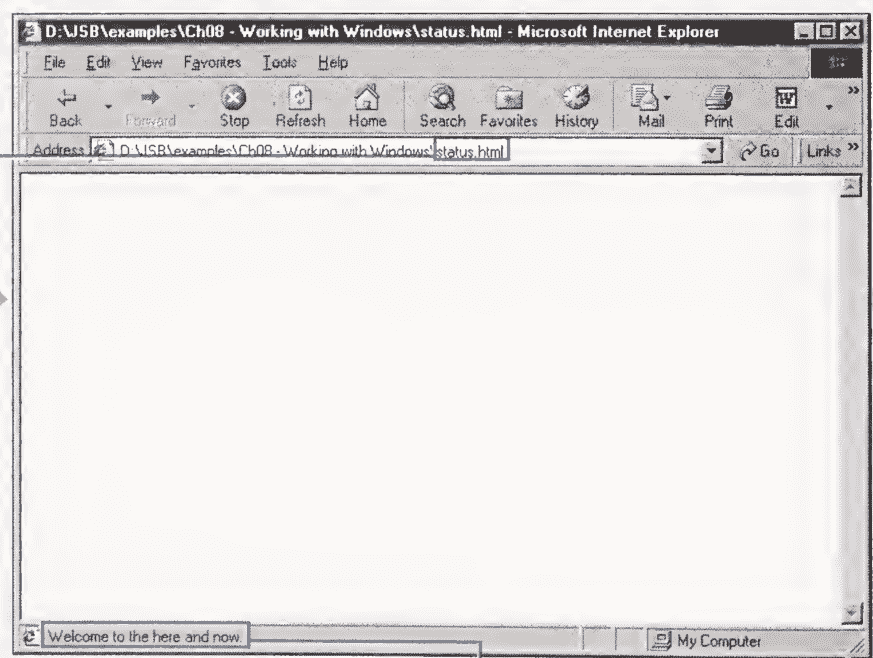 D:\JSB\examples\Ch08 - Working with Windows\status.html - Microsoft Internet Explorer
File Edit View Favorites Tools Help
Back Forward Stop Refresh Home Search Favorites History Mail Print Edit »
Address D:\JSB\examples\Ch08 - Working with Windows\status.html Go Links »
Welcome to the here and now. My Computer